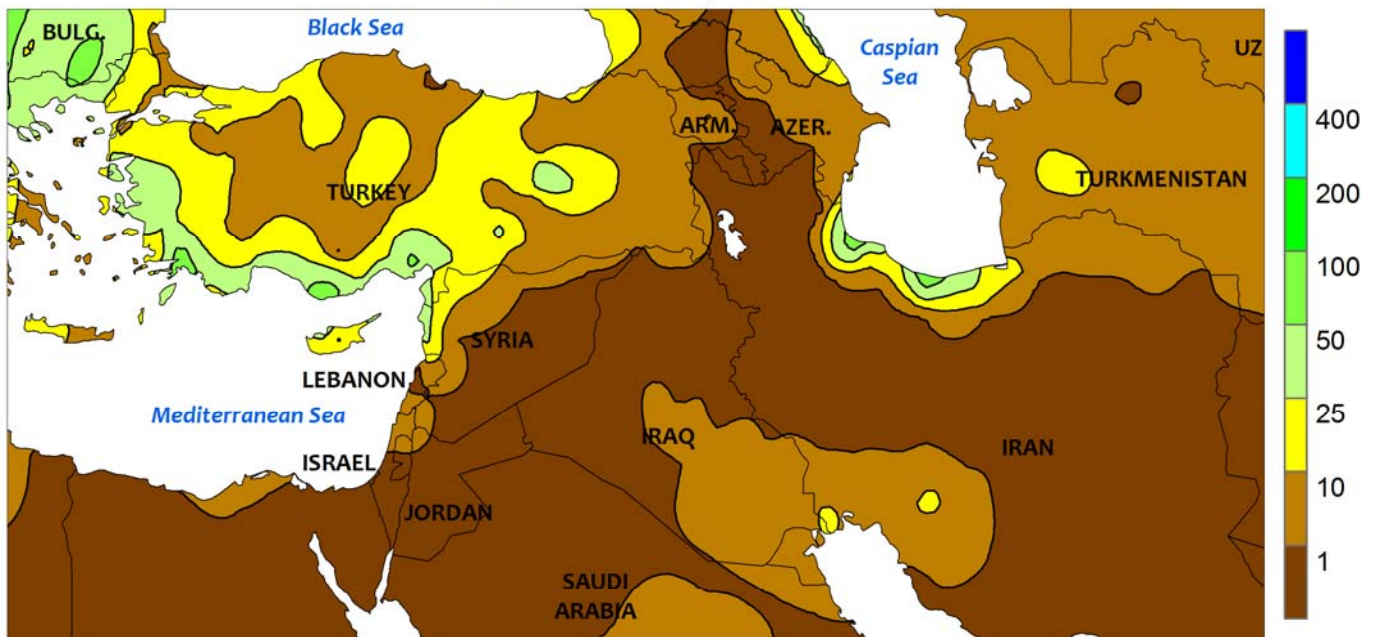 BULG.
Black Sea
Caspian
Sea
UZ
ARM.
AZER.
TURKEY
TURKMENISTAN
SYRIA
LEBANON
Mediterranean Sea
IRAQ
IRAN
ISRAEL
JORDAN
SAUDI
ARABIA
400
200
100
50
25
10
1